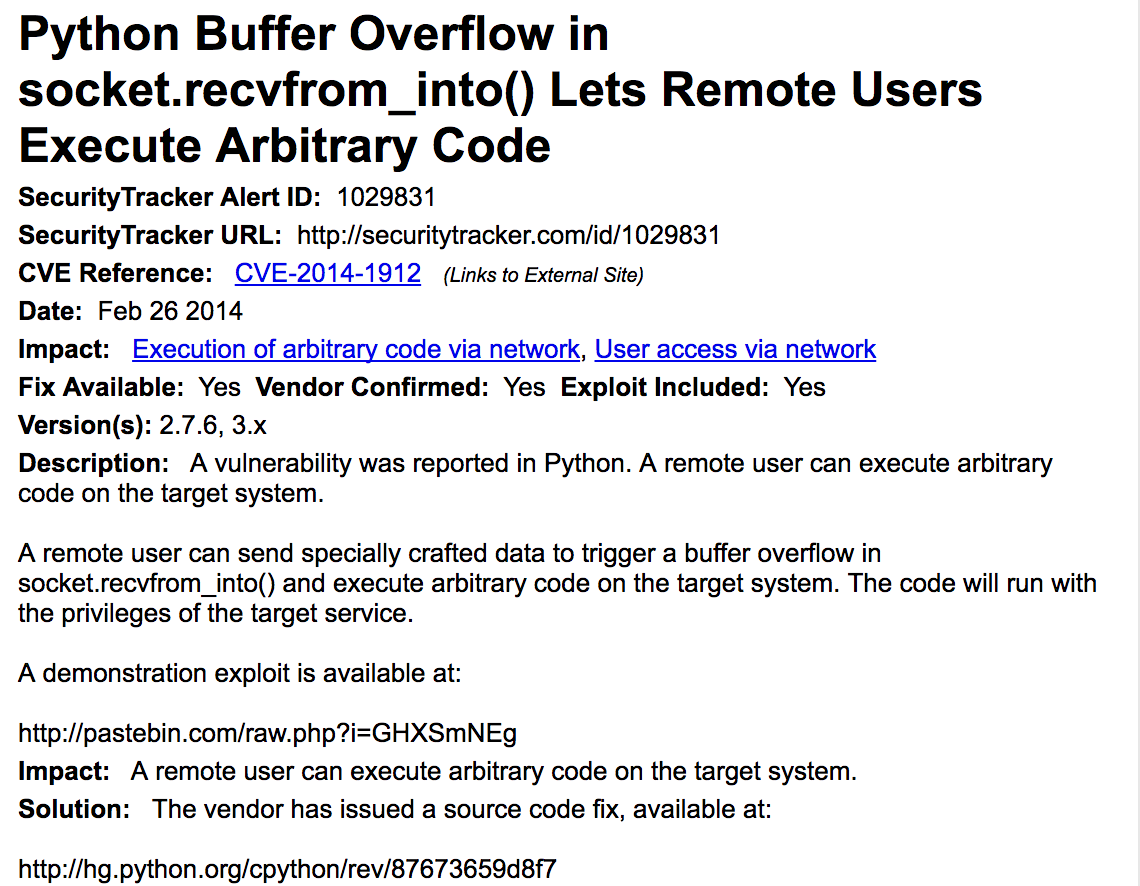 Python Buffer Overflow in
socket.recvfrom_into() Lets Remote Users
Execute Arbitrary Code
SecurityTracker Alert ID: 1029831
SecurityTracker URL: http://securitytracker.com/id/1029831
CVE Reference: CVE-2014-1912 (Links to External Site)
Date: Feb 26 2014
Impact: Execution of arbitrary code via network, User access via network
Fix Available: Yes Vendor Confirmed: Yes Exploit Included: Yes
Version(s): 2.7.6, 3.x
Description: A vulnerability was reported in Python. A remote user can execute arbitrary
code on the target system.
A remote user can send specially crafted data to trigger a buffer overflow in
socket.recvfrom_into() and execute arbitrary code on the target system. The code will run with
the privileges of the target service.
A demonstration exploit is available at:
http://pastebin.com/raw.php?i=GHXSmNEg
Impact: A remote user can execute arbitrary code on the target system.
Solution: The vendor has issued a source code fix, available at:
http://hg.python.org/cpython/rev/87673659d8f7